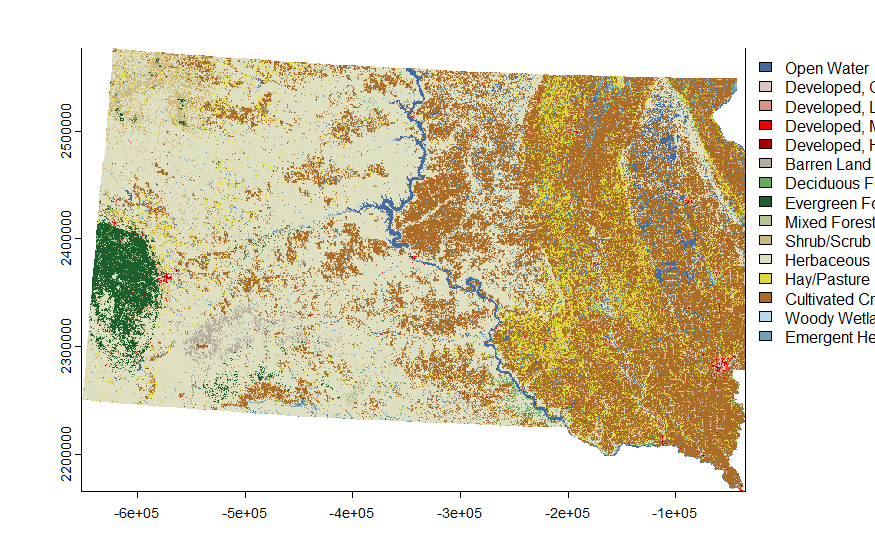 2500000
2400000
2300000
2200000
-6e+05
-5e+05
-4e+05
-3e+05
-2e+05
-1e+05
Open Water
Developed, O
Developed, L
Developed, M
Developed, H
Barren Land
Deciduous Fo
Evergreen Fo
Mixed Forest
Shrub/Scrub
Herbaceous
Hay/Pasture
Cultivated Cr
Woody Wetla
Emergent He